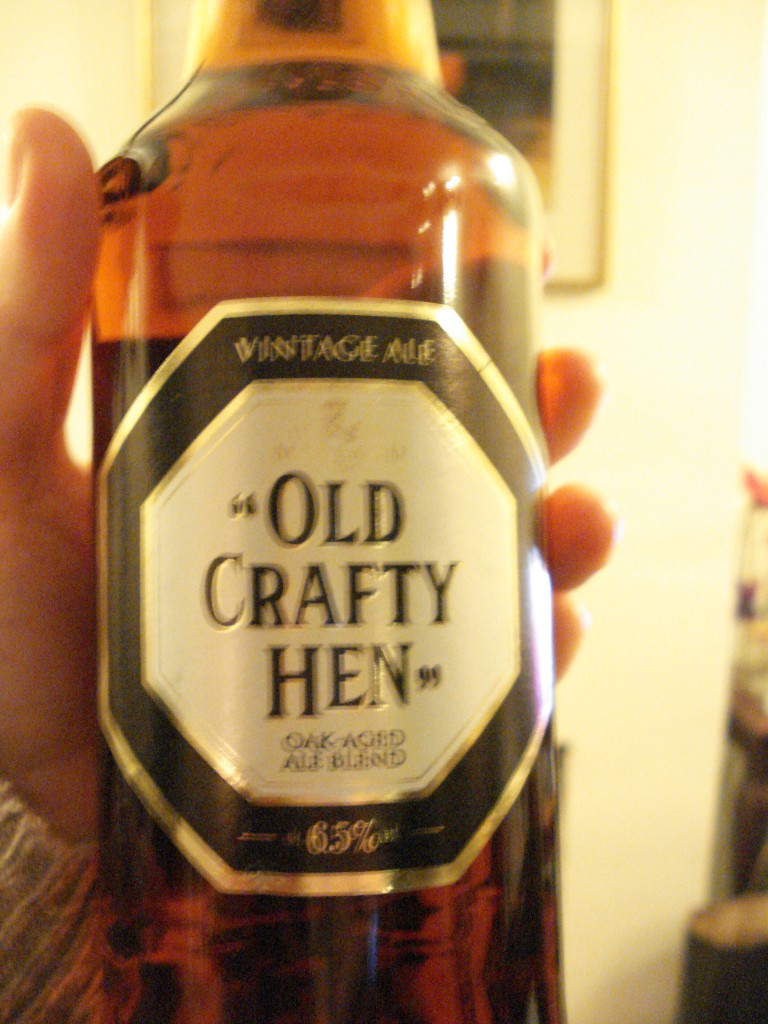 VINTAGE ALE
"OLD
CRAFTY
HEN"
OAK-AGED
ALE BLEND
6.5%